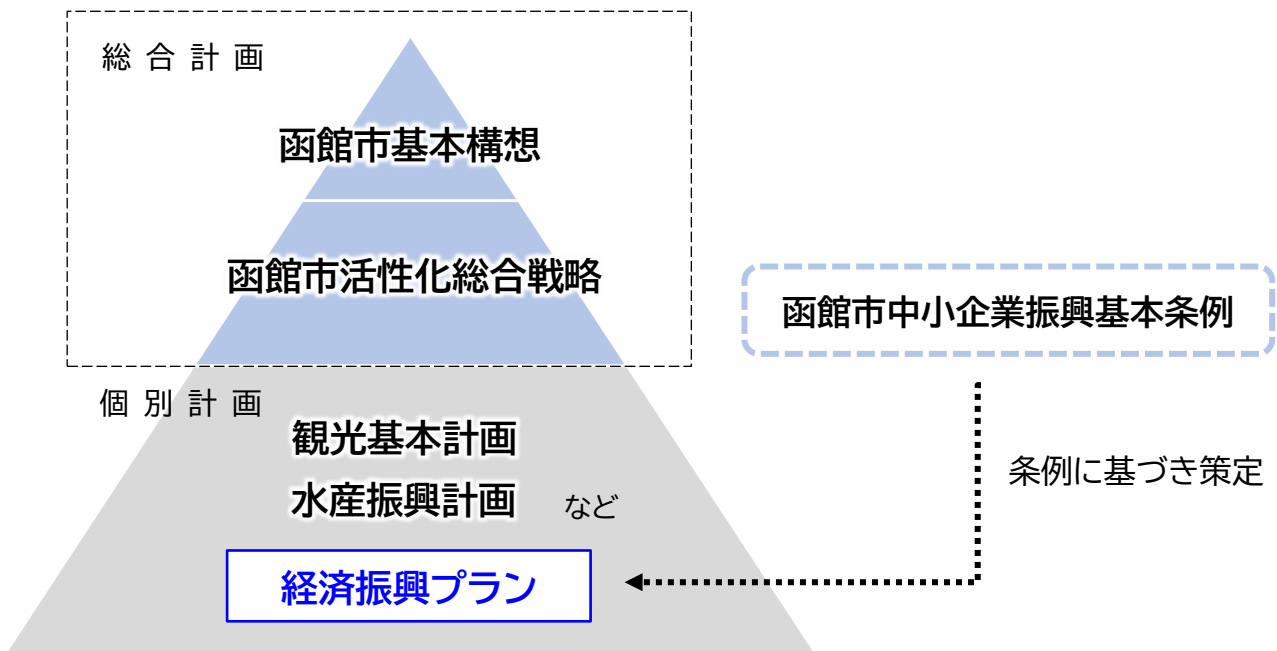 総合計画
函館市基本構想
函館市活性化総合戦略
函館市中小企業振興基本条例
個別計画
観光基本計画
水産振興計画 など
条例に基づき策定
経済振興プラン